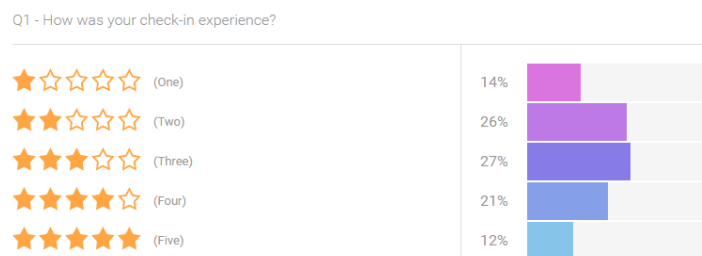 Q1 - How was your check-in experience?
(One) 14%
(Two) 26%
(Three) 27%
(Four) 21%
(Five) 12%